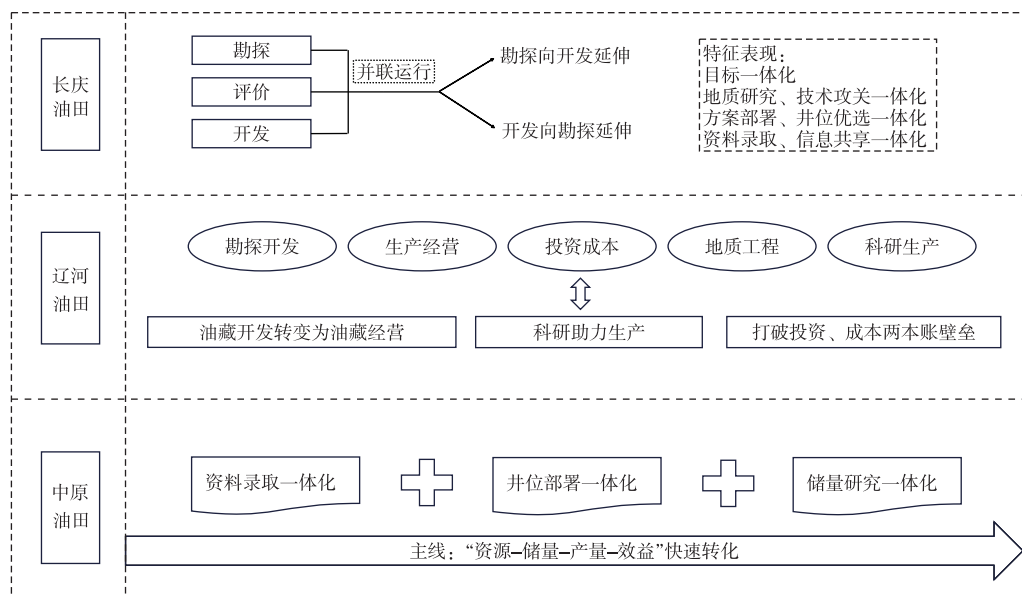 长庆
油田
勘探
评价
开发
并联运行
勘探向开发延伸
开发向勘探延伸
特征表现：
目标一体化
地质研究、技术攻关一体化
方案部署、井位优选一体化
资料录取、信息共享一体化
辽河
油田
勘探开发
生产经营
投资成本
地质工程
科研生产
油藏开发转变为油藏经营
科研助力生产
打破投资、成本两本账壁垒
中原
油田
资料录取一体化
井位部署一体化
储量研究一体化
主线：“资源–储量–产量–效益”快速转化